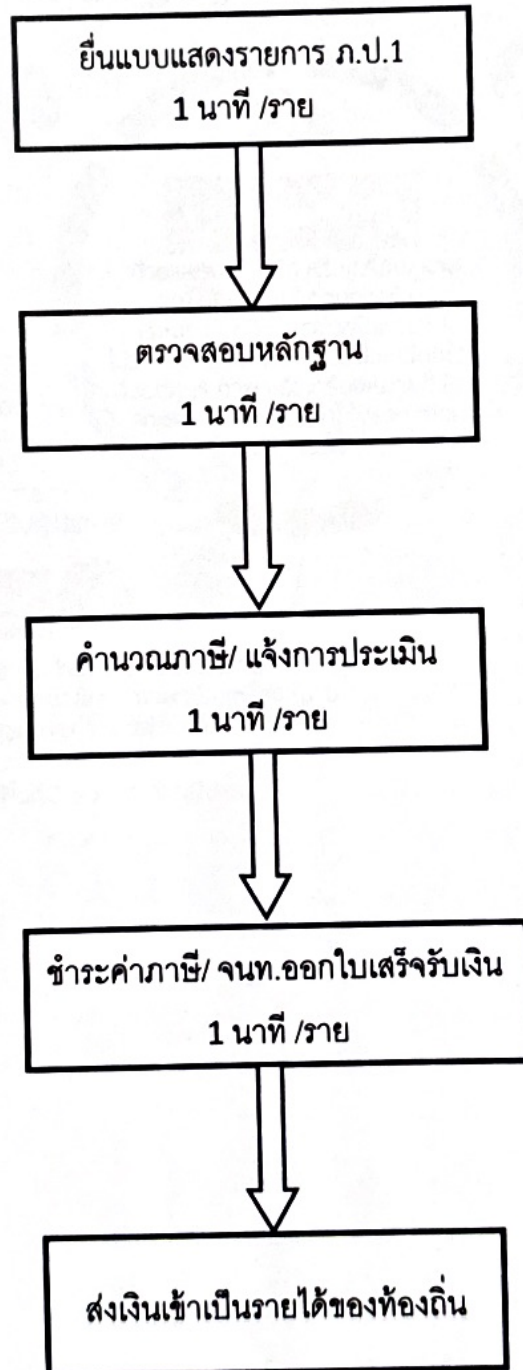 ยื่นแบบแสดงรายการ ภ.ป.1
1 นาที /ราย
ตรวจสอบหลักฐาน
1 นาที /ราย
คำนวณภาษี/ แจ้งการประเมิน
1 นาที /ราย
ชำระค่าภาษี/ จนท.ออกใบเสร็จรับเงิน
1 นาที /ราย
ส่งเงินเข้าเป็นรายได้ของท้องถิ่น